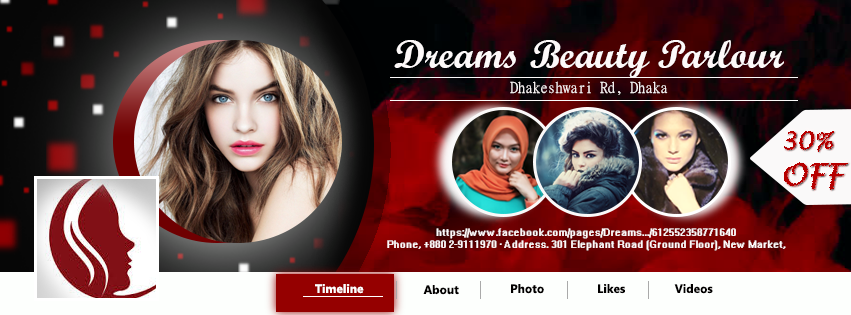 Dreams Beauty Parlour
Dhakeshwari Rd, Dhaka
30%
OFF
https://www.facebook.com/pages/Dreams.../612552358771640
Phone, +880 2-9111970 · Address. 301 Elephant Road (Ground Floor), New Market,
Timeline
About
Photo
Likes
Videos